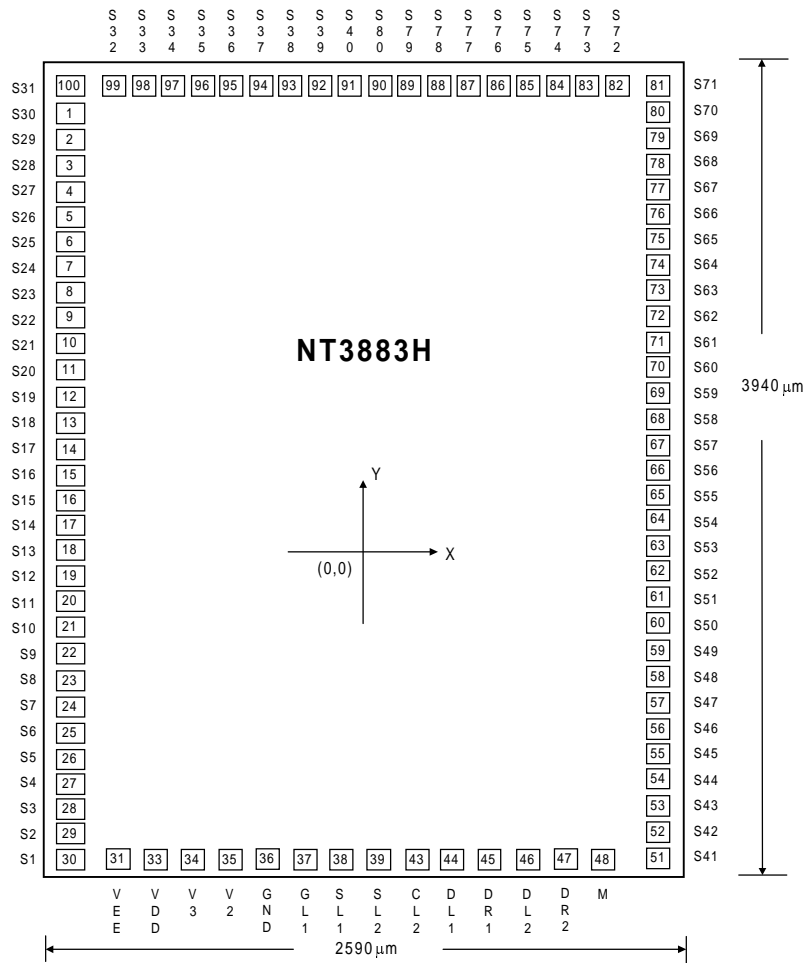 S32 S33 S34 S35 S36 S37 S38 S39 S40 S80 S79 S78 S77 S76 S75 S74 S73 S72
S31 100 99 98 97 96 95 94 93 92 91 90 89 88 87 86 85 84 83 82 81 S71
S30 1 80 S70
S29 2 79 S69
S28 3 78 S68
S27 4 77 S67
S26 5 76 S66
S25 6 75 S65
S24 7 74 S64
S23 8 73 S63
S22 9 72 S62
S21 10 71 S61
NT3883H
S20 11 70 S60
S19 12 69 S59
3940 μm
S18 13 68 S58
S17 14 67 S57
S16 15 66 S56
Y
S15 16 65 S55
S14 17 64 S54
S13 18 63 S53
X
(0,0)
S12 19 62 S52
S11 20 61 S51
S10 21 60 S50
S9 22 59 S49
S8 23 58 S48
S7 24 57 S47
S6 25 56 S46
S5 26 55 S45
S4 27 54 S44
S3 28 53 S43
S2 29 52 S42
S1 30 31 33 34 35 36 37 38 39 43 44 45 46 47 48 51 S41
VEE VDD V3 V2 GND GL1 SL1 SL2 CL2 DL1 DR1 DL2 DR2 M
2590 μm